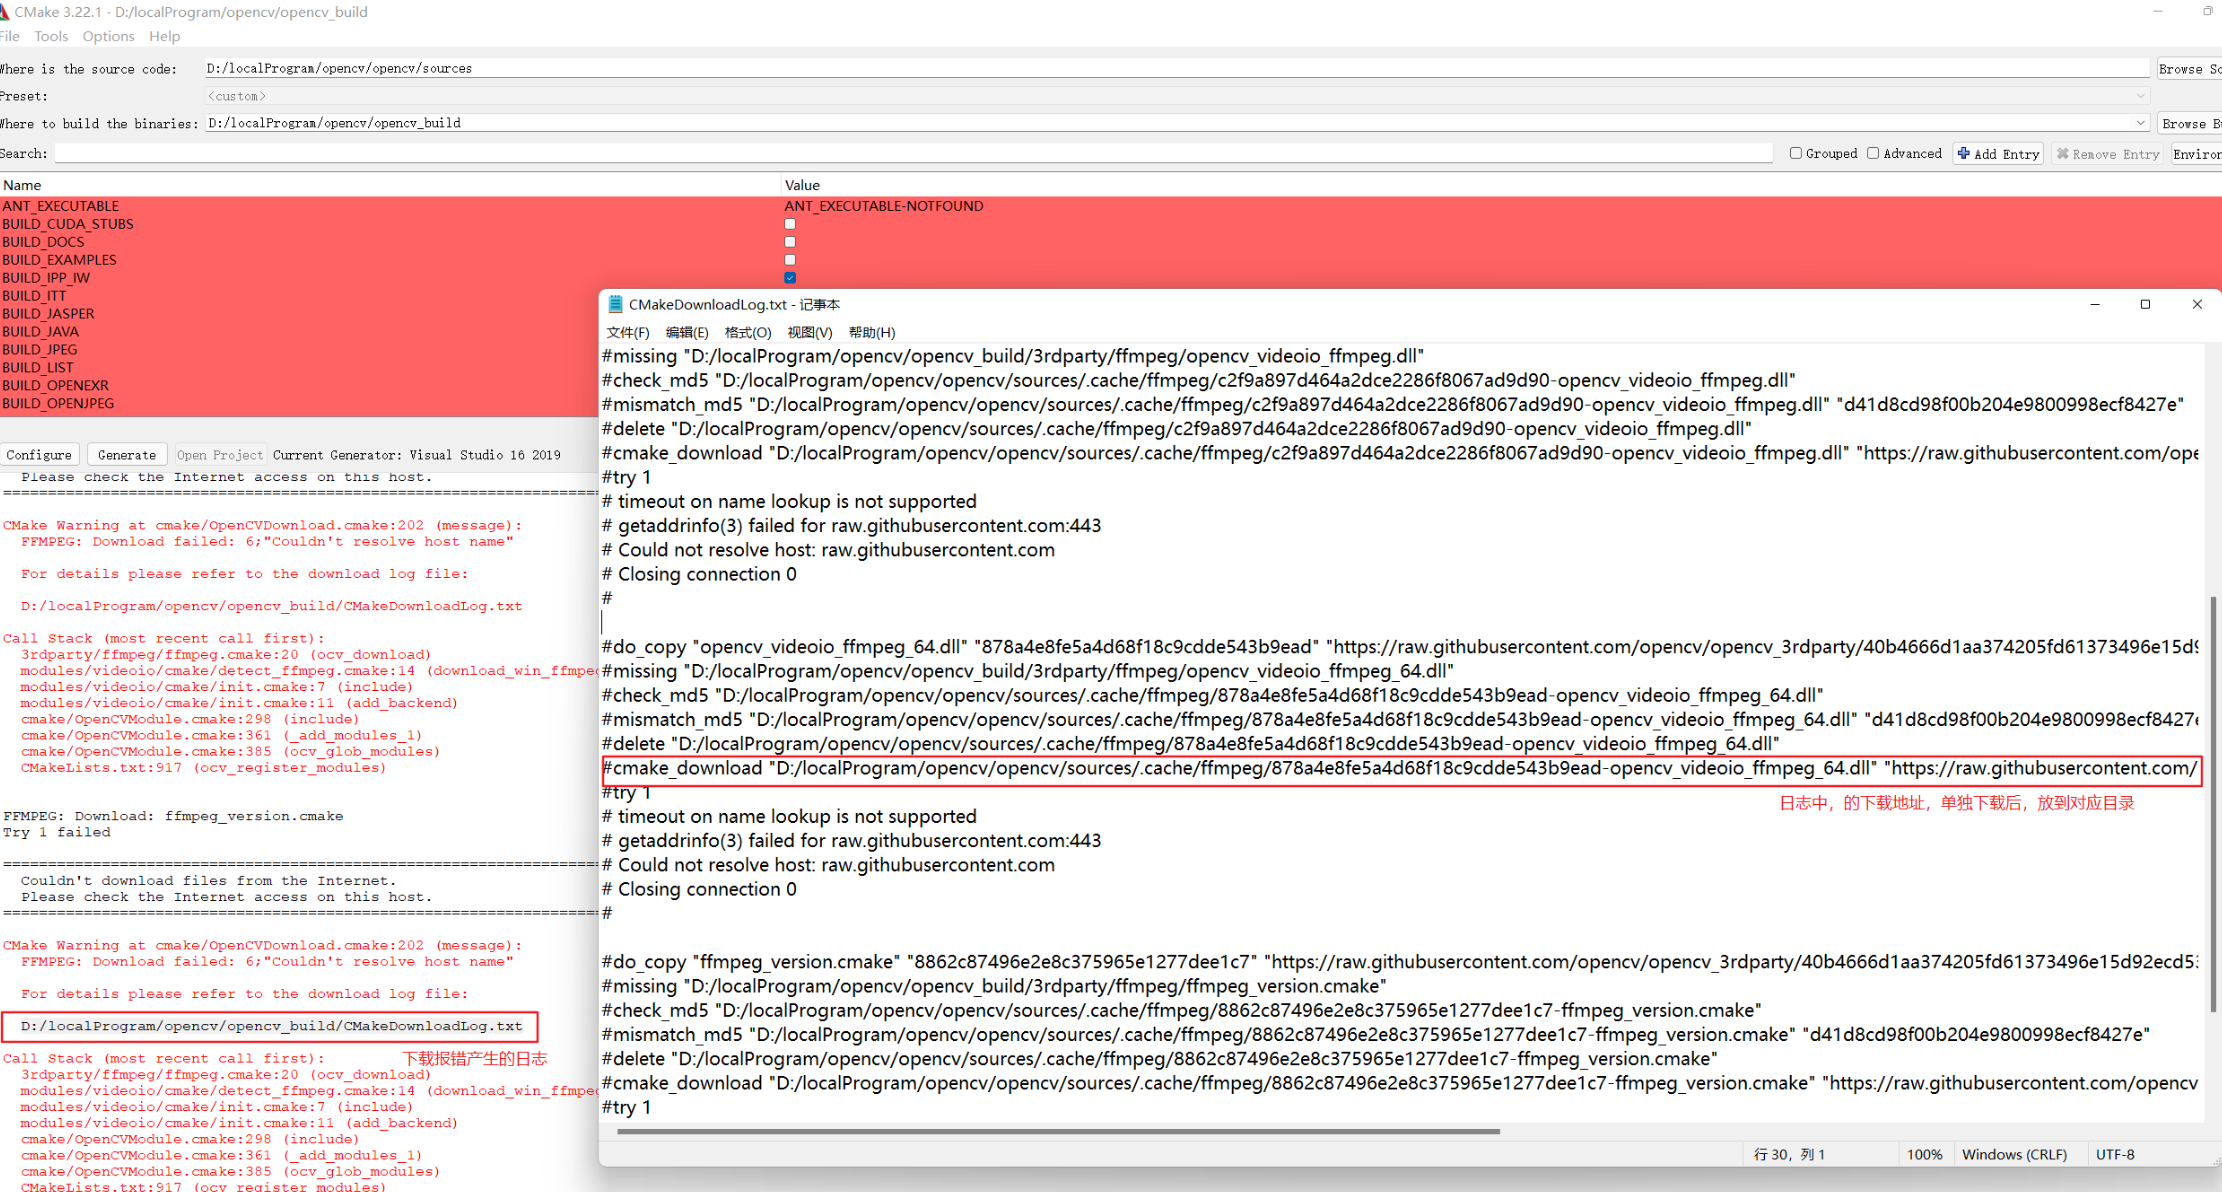 CMake 3.22.1 - D:/localProgram/opencv/opencv_build
File Tools Options Help
Where is the source code: D:/localProgram/opencv/opencv/sources Browse So
Preset: <custom>
Where to build the binaries: D:/localProgram/opencv/opencv_build Browse Bu
Search: Grouped Advanced Add Entry Remove Entry Environ
Name Value
ANT_EXECUTABLE ANT_EXECUTABLE-NOTFOUND
BUILD_CUDA_STUBS
BUILD_DOCS
BUILD_EXAMPLES
BUILD_IPP_IW
BUILD_ITT
BUILD_JASPER
BUILD_JAVA
BUILD_JPEG
BUILD_LIST
BUILD_OPENEXR
BUILD_OPENJPEG
Configure Generate Open Project Current Generator: Visual Studio 16 2019
Please check the Internet access on this host.
CMake Warning at cmake/OpenCVDownload.cmake:202 (message):
FFMPEG: Download failed: 6;"Couldn't resolve host name"
For details please refer to the download log file:
D:/localProgram/opencv/opencv_build/CMakeDownloadLog.txt
Call Stack (most recent call first):
3rdparty/ffmpeg/ffmpeg.cmake:20 (ocv_download)
modules/videoio/cmake/detect_ffmpeg.cmake:14 (download_win_ffmpeg
modules/videoio/cmake/init.cmake:7 (include)
modules/videoio/cmake/init.cmake:11 (add_backend)
cmake/OpenCVModule.cmake:298 (include)
cmake/OpenCVModule.cmake:361 (_add_modules_1)
cmake/OpenCVModule.cmake:385 (ocv_glob_modules)
CMakeLists.txt:917 (ocv_register_modules)
FFMPEG: Download: ffmpeg_version.cmake
Try 1 failed
Couldn't download files from the Internet.
Please check the Internet access on this host.
CMake Warning at cmake/OpenCVDownload.cmake:202 (message):
FFMPEG: Download failed: 6;"Couldn't resolve host name"
For details please refer to the download log file:
D:/localProgram/opencv/opencv_build/CMakeDownloadLog.txt
Call Stack (most recent call first): 下载报错产生的日志
3rdparty/ffmpeg/ffmpeg.cmake:20 (ocv_download)
modules/videoio/cmake/detect_ffmpeg.cmake:14 (download_win_ffmpeg
modules/videoio/cmake/init.cmake:7 (include)
modules/videoio/cmake/init.cmake:11 (add_backend)
cmake/OpenCVModule.cmake:298 (include)
cmake/OpenCVModule.cmake:361 (_add_modules_1)
cmake/OpenCVModule.cmake:385 (ocv_glob_modules)
CMakeLists.txt:917 (ocv_register_modules)
CMakeDownloadLog.txt - 记事本
文件(F) 编辑(E) 格式(O) 视图(V) 帮助(H)
#missing "D:/localProgram/opencv/opencv_build/3rdparty/ffmpeg/opencv_videoio_ffmpeg.dll"
#check_md5 "D:/localProgram/opencv/opencv/sources/.cache/ffmpeg/c2f9a897d464a2dce2286f8067ad9d90-opencv_videoio_ffmpeg.dll"
#mismatch_md5 "D:/localProgram/opencv/opencv/sources/.cache/ffmpeg/c2f9a897d464a2dce2286f8067ad9d90-opencv_videoio_ffmpeg.dll" "d41d8cd98f00b204e9800998ecf8427e"
#delete "D:/localProgram/opencv/opencv/sources/.cache/ffmpeg/c2f9a897d464a2dce2286f8067ad9d90-opencv_videoio_ffmpeg.dll"
#cmake_download "D:/localProgram/opencv/opencv/sources/.cache/ffmpeg/c2f9a897d464a2dce2286f8067ad9d90-opencv_videoio_ffmpeg.dll" "https://raw.githubusercontent.com/ope
#try 1
# timeout on name lookup is not supported
# getaddrinfo(3) failed for raw.githubusercontent.com:443
# Could not resolve host: raw.githubusercontent.com
# Closing connection 0
#
#do_copy "opencv_videoio_ffmpeg_64.dll" "878a4e8fe5a4d68f18c9cdde543b9ead" "https://raw.githubusercontent.com/opencv/opencv_3rdparty/40b4666d1aa374205fd61373496e15d9
#missing "D:/localProgram/opencv/opencv_build/3rdparty/ffmpeg/opencv_videoio_ffmpeg_64.dll"
#check_md5 "D:/localProgram/opencv/opencv/sources/.cache/ffmpeg/878a4e8fe5a4d68f18c9cdde543b9ead-opencv_videoio_ffmpeg_64.dll"
#mismatch_md5 "D:/localProgram/opencv/opencv/sources/.cache/ffmpeg/878a4e8fe5a4d68f18c9cdde543b9ead-opencv_videoio_ffmpeg_64.dll" "d41d8cd98f00b204e9800998ecf8427e
#delete "D:/localProgram/opencv/opencv/sources/.cache/ffmpeg/878a4e8fe5a4d68f18c9cdde543b9ead-opencv_videoio_ffmpeg_64.dll"
#cmake_download "D:/localProgram/opencv/opencv/sources/.cache/ffmpeg/878a4e8fe5a4d68f18c9cdde543b9ead-opencv_videoio_ffmpeg_64.dll" "https://raw.githubusercontent.com/
#try 1
日志中，的下载地址，单独下载后，放到对应目录
# timeout on name lookup is not supported
# getaddrinfo(3) failed for raw.githubusercontent.com:443
# Could not resolve host: raw.githubusercontent.com
# Closing connection 0
#
#do_copy "ffmpeg_version.cmake" "8862c87496e2e8c375965e1277dee1c7" "https://raw.githubusercontent.com/opencv/opencv_3rdparty/40b4666d1aa374205fd61373496e15d92ecd53
#missing "D:/localProgram/opencv/opencv_build/3rdparty/ffmpeg/ffmpeg_version.cmake"
#check_md5 "D:/localProgram/opencv/opencv/sources/.cache/ffmpeg/8862c87496e2e8c375965e1277dee1c7-ffmpeg_version.cmake"
#mismatch_md5 "D:/localProgram/opencv/opencv/sources/.cache/ffmpeg/8862c87496e2e8c375965e1277dee1c7-ffmpeg_version.cmake" "d41d8cd98f00b204e9800998ecf8427e"
#delete "D:/localProgram/opencv/opencv/sources/.cache/ffmpeg/8862c87496e2e8c375965e1277dee1c7-ffmpeg_version.cmake"
#cmake_download "D:/localProgram/opencv/opencv/sources/.cache/ffmpeg/8862c87496e2e8c375965e1277dee1c7-ffmpeg_version.cmake" "https://raw.githubusercontent.com/opencv
#try 1
行 30，列 1 100% Windows (CRLF) UTF-8